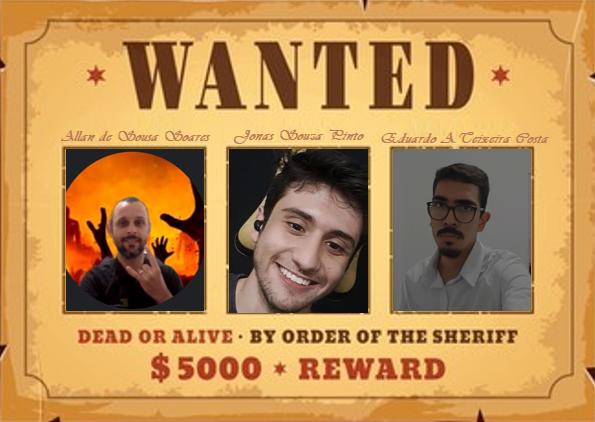 WANTED
Allan de Sousa Soares Jonas Souza Pinto Eduardo A Teixeira Costa
DEAD OR ALIVE · BY ORDER OF THE SHERIFF
$5000 ✶ REWARD